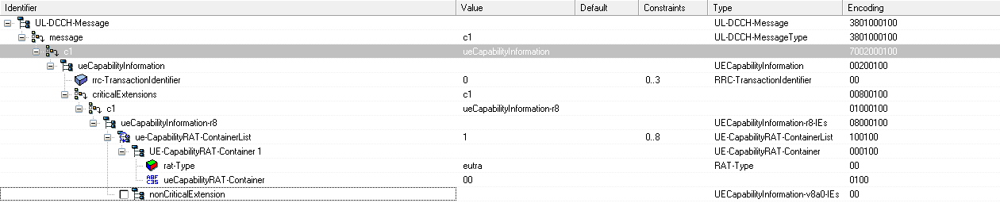 Identifier Value Default Constraints Type Encoding
UL-DCCH-Message UL-DCCH-Message 3801000100
message c1 UL-DCCH-MessageType 3801000100
c1 ueCapabilityInformation 7002000100
ueCapabilityInformation UECapabilityInformation 00200100
rrc-TransactionIdentifier 0 0..3 RRC-TransactionIdentifier 00
criticalExtensions c1 00800100
c1 ueCapabilityInformation-r8 01000100
ueCapabilityInformation-r8 UECapabilityInformation-r8-IEs 08000100
ue-CapabilityRAT-ContainerList 1 0..8 UE-CapabilityRAT-ContainerList 100100
UE-CapabilityRAT-Container 1 UE-CapabilityRAT-Container 000100
rat-Type eutra RAT-Type 00
ueCapabilityRAT-Container 00 0100
nonCriticalExtension UECapabilityInformation-v8a0-IEs 00